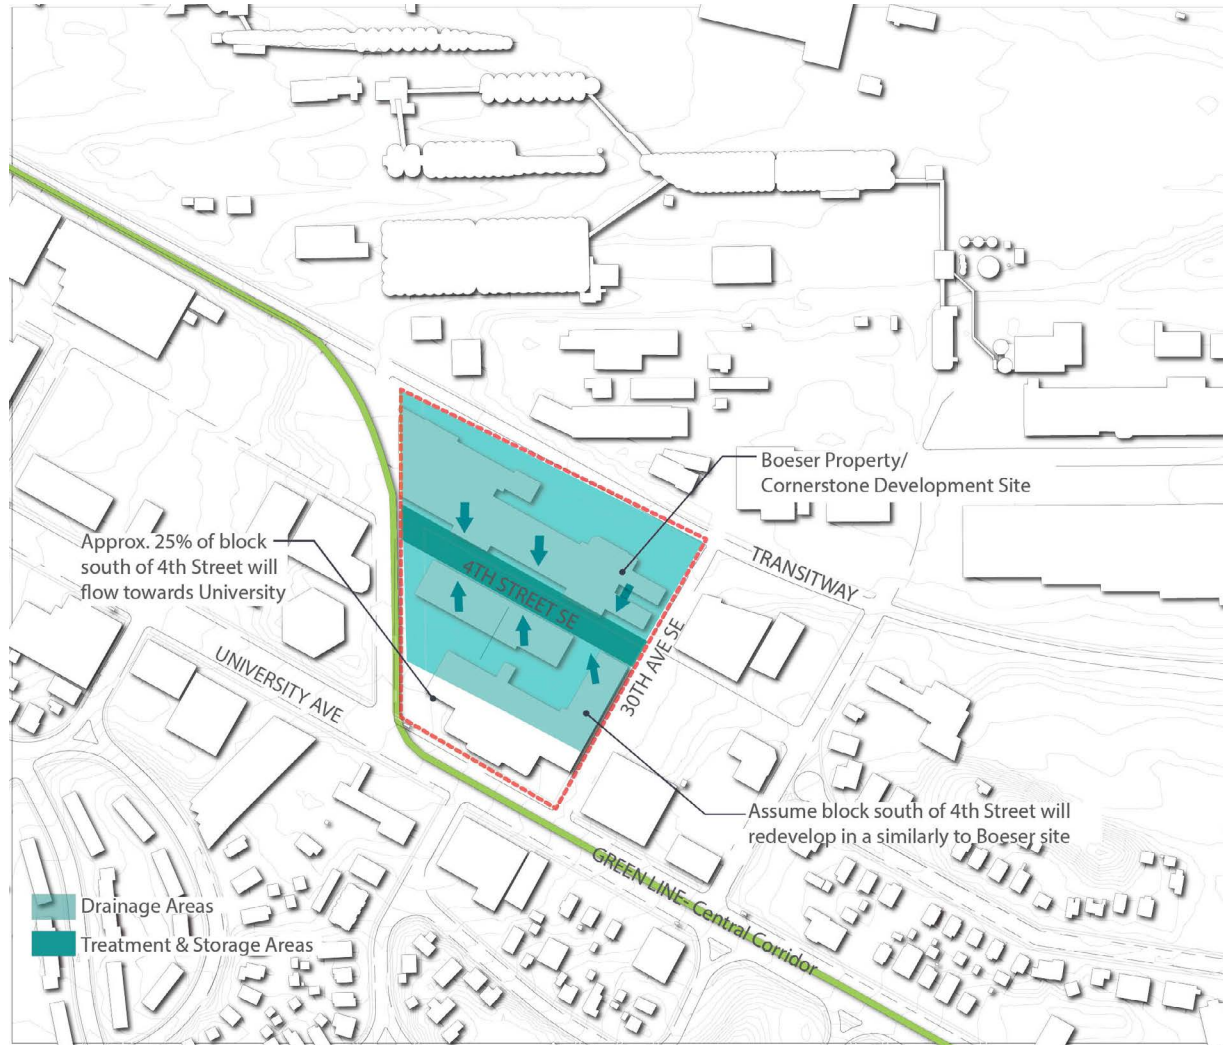 Boeser Property/
Cornerstone Development Site
Approx. 25% of block
south of 4th Street will
flow towards University
TRANSITWAY
4TH STREET SE
30TH AVE SE
UNIVERSITY AVE
Assume block south of 4th Street will
redevelop in a similarly to Boeser site
GREEN LINE- Central Corridor
Drainage Areas
Treatment & Storage Areas